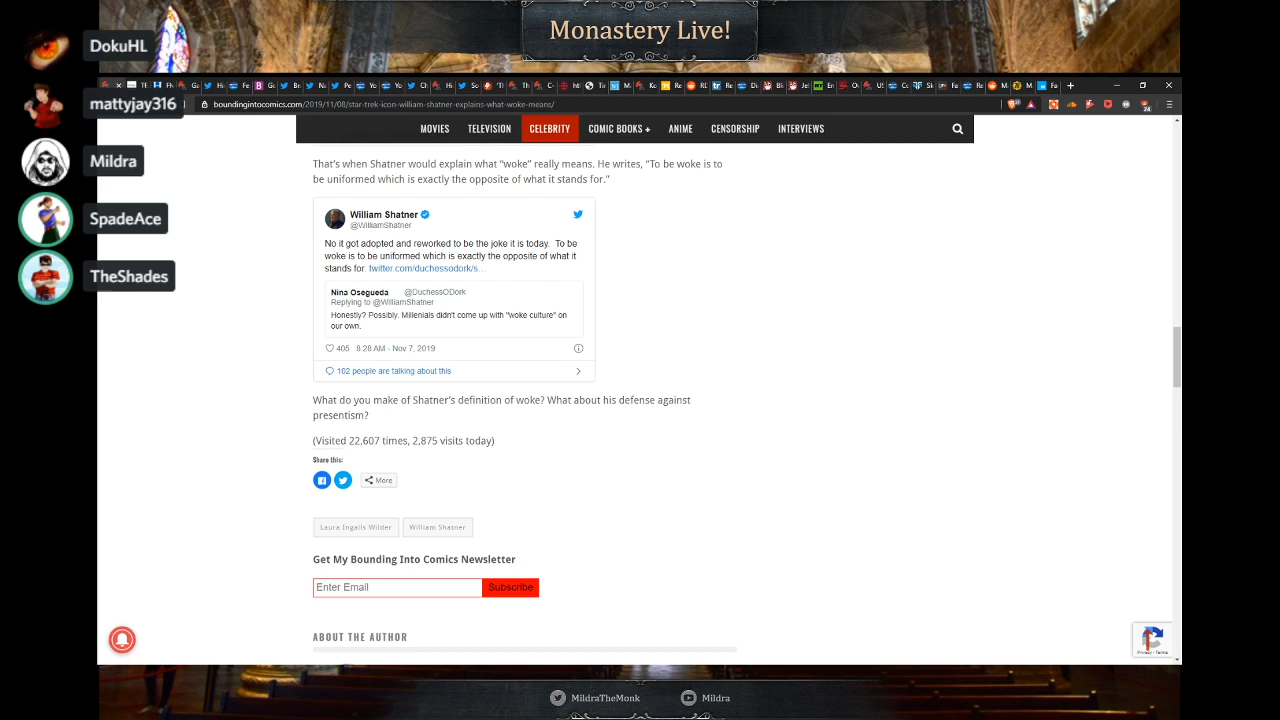 Monastery Live!
DokuHL
mattyjay316
Mildra
SpadeAce
TheShades
boundingintocomics.com/2019/11/08/star-trek-icon-william-shatner-explains-what-woke-means/
MOVIES TELEVISION CELEBRITY COMIC BOOKS + ANIME CENSORSHIP INTERVIEWS
That's when Shatner would explain what "woke" really means. He writes, "To be woke is to
be uniformed which is exactly the opposite of what it stands for."
William Shatner
@WilliamShatner
No it got adopted and reworked to be the joke it is today. To be
woke is to be uniformed which is exactly the opposite of what it
stands for. twitter.com/duchessodork/s…
Nina Osegueda @DuchessODork
Replying to @WilliamShatner
Honestly? Possibly. Millenials didn't come up with "woke culture" on
our own.
405 8:28 AM - Nov 7, 2019
102 people are talking about this
What do you make of Shatner's definition of woke? What about his defense against
presentism?
(Visited 22,607 times, 2,875 visits today)
Share this:
More
Laura Ingalls Wilder William Shatner
Get My Bounding Into Comics Newsletter
Enter Email Subscribe
ABOUT THE AUTHOR
Privacy - Terms
MildraTheMonk Mildra